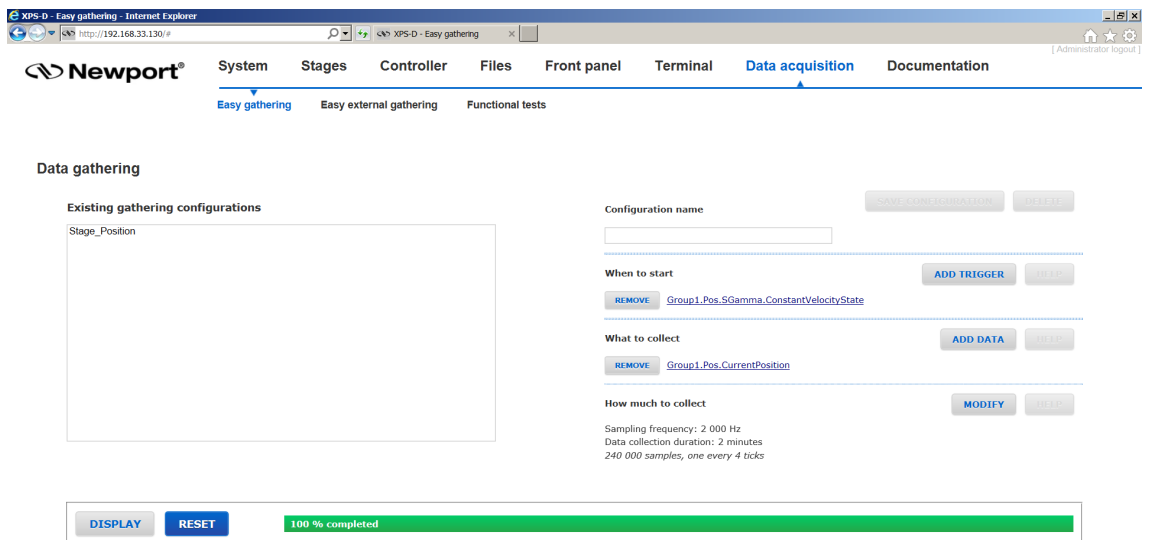 XPS-D - Easy gathering - Internet Explorer
http://192.168.33.130/#
XPS-D - Easy gathering
[ Administrator logout ]
Newport®
System Stages Controller Files Front panel Terminal Data acquisition Documentation
Easy gathering Easy external gathering Functional tests
Data gathering
Existing gathering configurations
Stage_Position
SAVE CONFIGURATION DELETE
Configuration name
When to start
ADD TRIGGER HELP
REMOVE Group1.Pos.SGamma.ConstantVelocityState
What to collect
ADD DATA HELP
REMOVE Group1.Pos.CurrentPosition
How much to collect
MODIFY HELP
Sampling frequency: 2 000 Hz
Data collection duration: 2 minutes
240 000 samples, one every 4 ticks
DISPLAY RESET 100 % completed